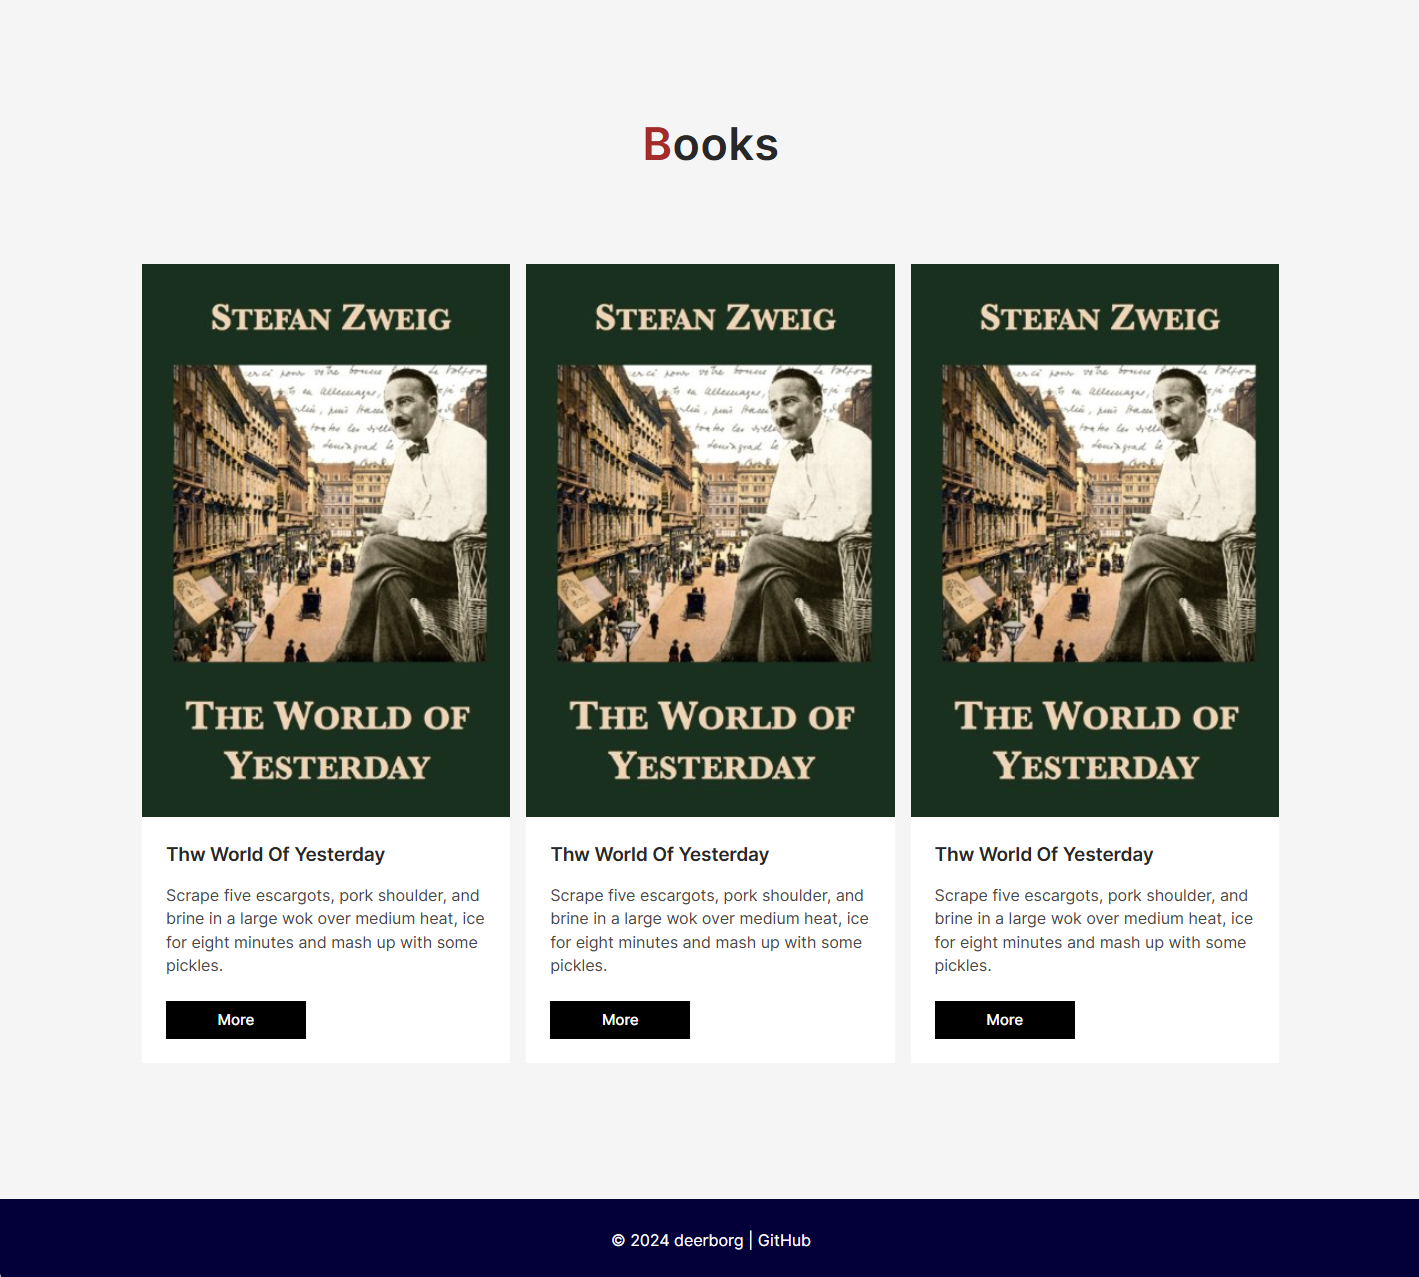 Books
STEFAN ZWEIG
THE WORLD OF
YESTERDAY
Thw World Of Yesterday
Scrape five escargots, pork shoulder, and
brine in a large wok over medium heat, ice
for eight minutes and mash up with some
pickles.
More
STEFAN ZWEIG
THE WORLD OF
YESTERDAY
Thw World Of Yesterday
Scrape five escargots, pork shoulder, and
brine in a large wok over medium heat, ice
for eight minutes and mash up with some
pickles.
More
STEFAN ZWEIG
THE WORLD OF
YESTERDAY
Thw World Of Yesterday
Scrape five escargots, pork shoulder, and
brine in a large wok over medium heat, ice
for eight minutes and mash up with some
pickles.
More
© 2024 deerborg | GitHub